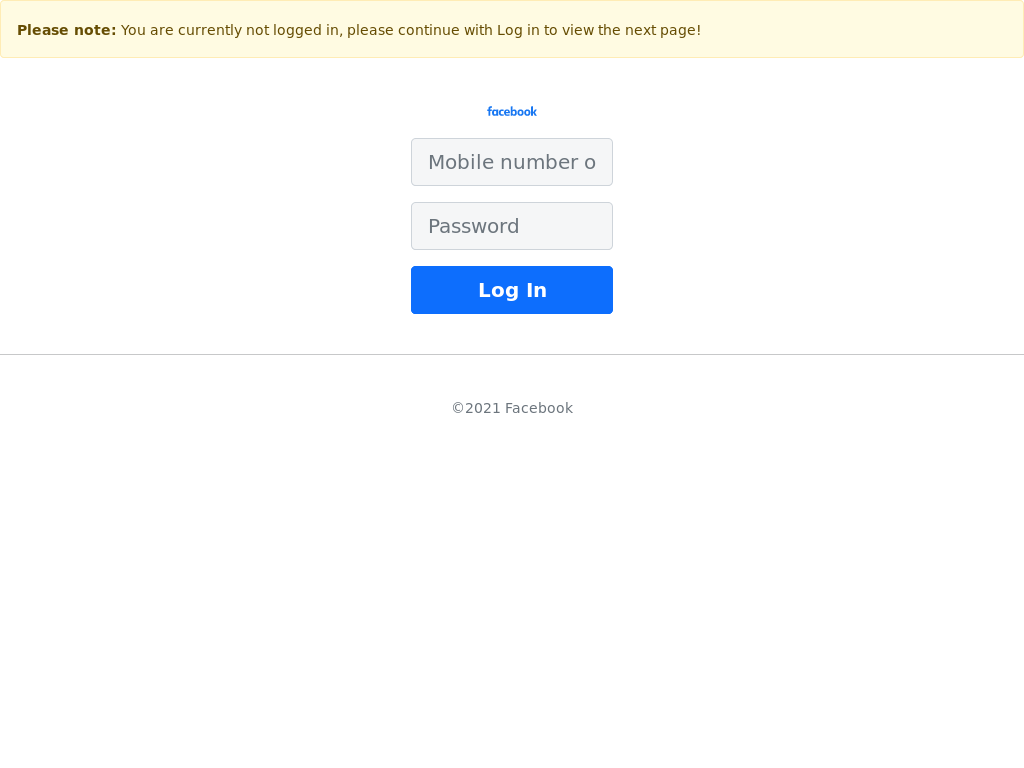 Please note: You are currently not logged in, please continue with Log in to view the next page!
facebook
Mobile number o
Password
Log In
©2021 Facebook